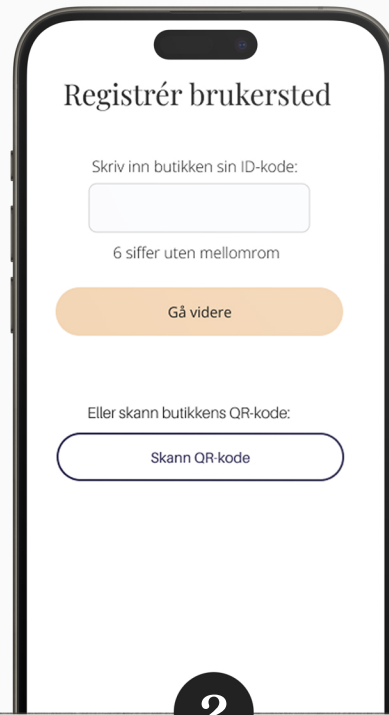 Registrér brukersted
Skriv inn butikken sin ID-kode:
6 siffer uten mellomrom
Gå videre
Eller skann butikkens QR-kode:
Skann QR-kode
2